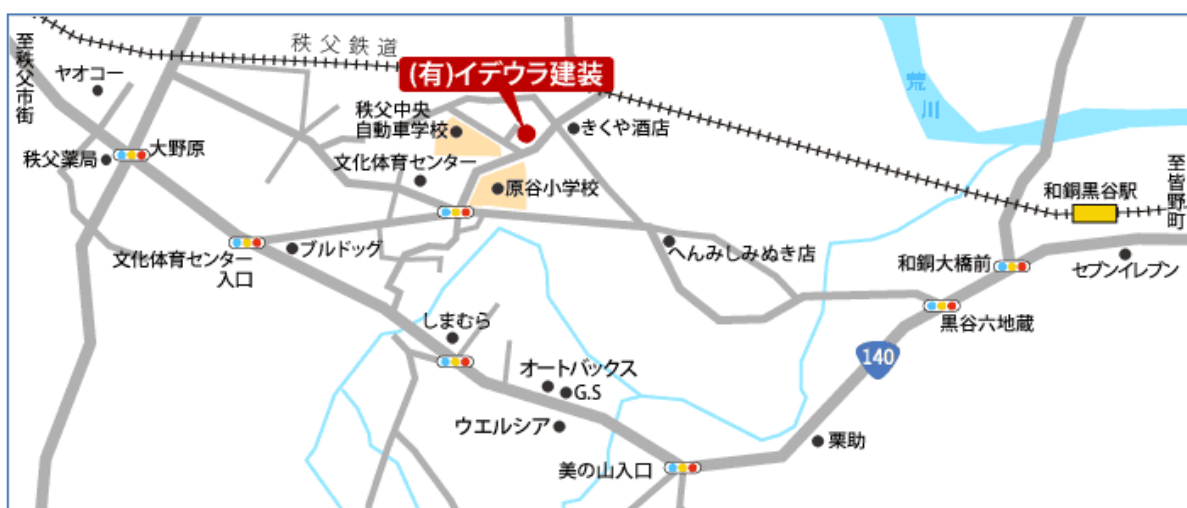 秩父鉄道
至秩父市街
ヤオコー
(有)イデウラ建装
荒川
秩父中央
自動車学校
きくや酒店
秩父薬局
大野原
文化体育センター
原谷小学校
和銅黒谷駅
至皆野町
文化体育センター
入口
ブルドッグ
へんみしみぬき店
和銅大橋前
セブンイレブン
しまむら
黒谷六地蔵
140
オートバックス
G.S
ウエルシア
栗助
美の山入口